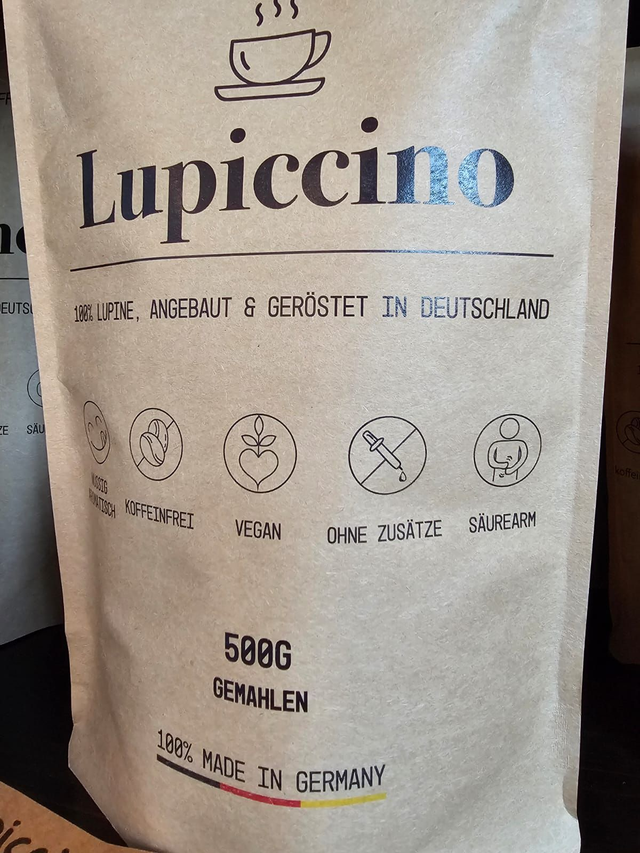 Lupiccino
100% LUPINE, ANGEBAUT & GERÖSTET IN DEUTSCHLAND
NUSSIG
AROMATISCH
KOFFEINFREI
VEGAN
OHNE ZUSÄTZE
SÄUREARM
500G
GEMAHLEN
100% MADE IN GERMANY